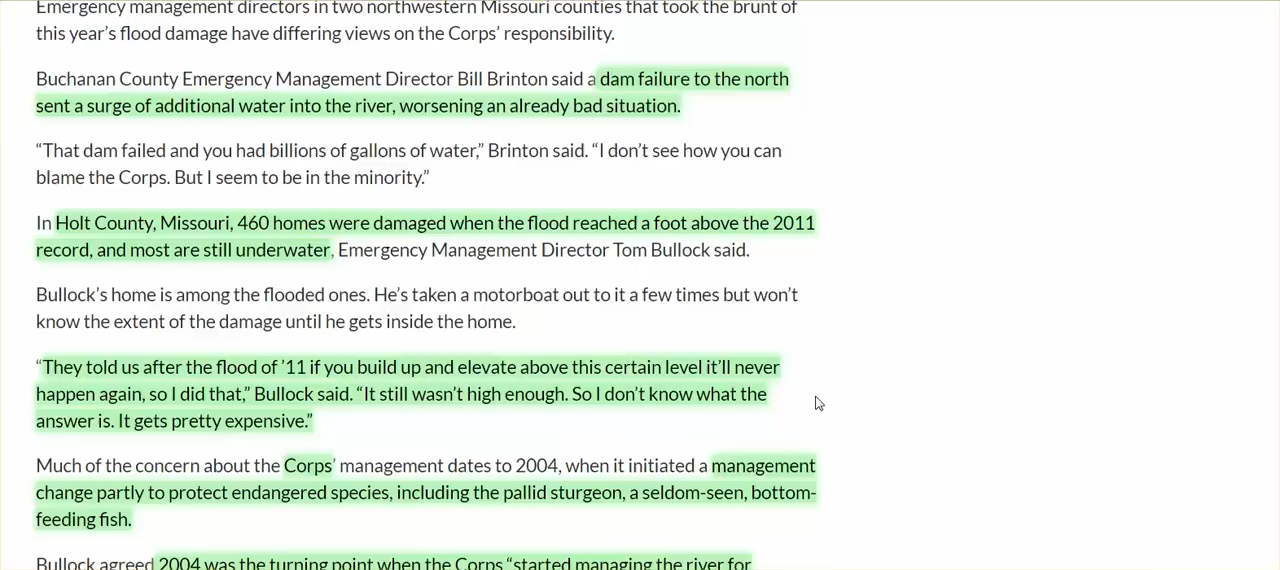 Emergency management directors in two northwestern Missouri counties that took the brunt of
this year’s flood damage have differing views on the Corps’ responsibility.
Buchanan County Emergency Management Director Bill Brinton said a dam failure to the north
sent a surge of additional water into the river, worsening an already bad situation.
“That dam failed and you had billions of gallons of water,” Brinton said. “I don’t see how you can
blame the Corps. But I seem to be in the minority.”
In Holt County, Missouri, 460 homes were damaged when the flood reached a foot above the 2011
record, and most are still underwater, Emergency Management Director Tom Bullock said.
Bullock’s home is among the flooded ones. He’s taken a motorboat out to it a few times but won’t
know the extent of the damage until he gets inside the home.
“They told us after the flood of ’11 if you build up and elevate above this certain level it’ll never
happen again, so I did that,” Bullock said. “It still wasn’t high enough. So I don’t know what the
answer is. It gets pretty expensive.”
Much of the concern about the Corps’ management dates to 2004, when it initiated a management
change partly to protect endangered species, including the pallid sturgeon, a seldom-seen, bottom-
feeding fish.
Bullock agreed 2004 was the turning point when the Corps “started managing the river for